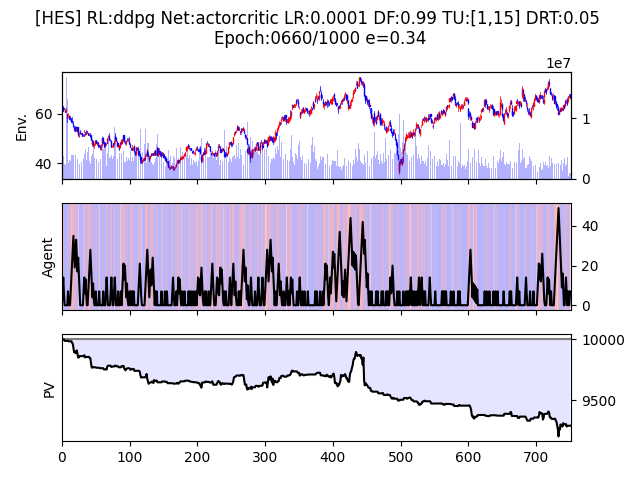 [HES] RL:ddpg Net:actorcritic LR:0.0001 DF:0.99 TU:[1,15] DRT:0.05
Epoch:0660/1000 e=0.34
1e7
Env.
60
40
1
0
Agent
40
20
0
PV
10000
9500
0 100 200 300 400 500 600 700